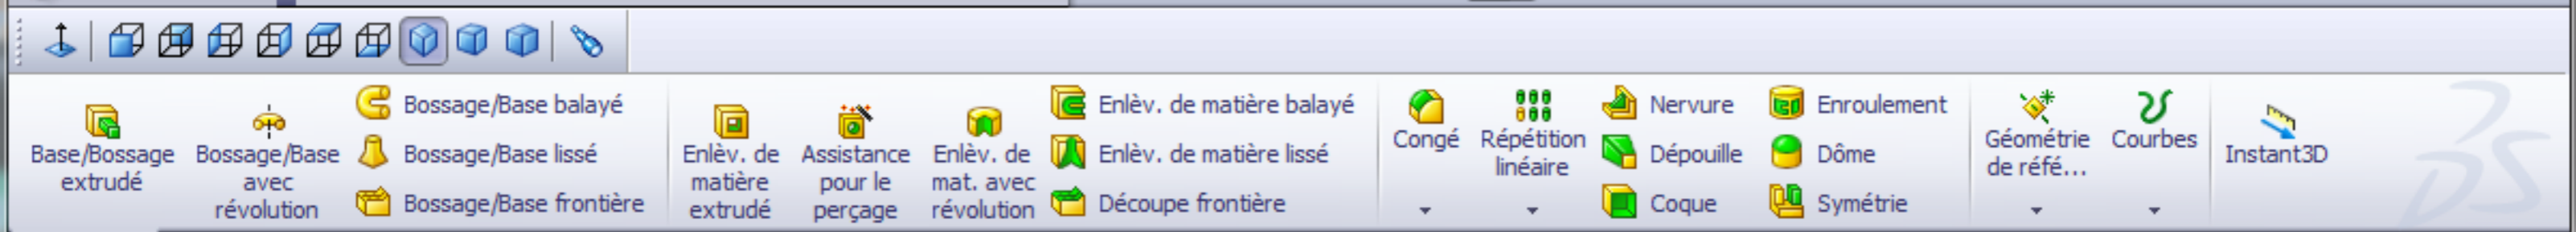 Base/Bossage
extrudé
Bossage/Base
avec
révolution
Bossage/Base balayé
Bossage/Base lissé
Bossage/Base frontière
Enlèv. de
matière
extrudé
Assistance
pour le
perçage
Enlèv. de
mat. avec
révolution
Enlèv. de matière balayé
Enlèv. de matière lissé
Découpe frontière
Congé
Répétition
linéaire
Nervure
Dépouille
Coque
Enroulement
Dôme
Symétrie
Géométrie
de réfé...
Courbes
Instant3D